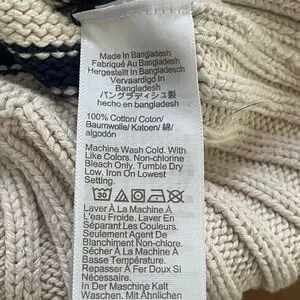 Made In Bangladesh
Fabriqué Au Bangladesh
Hergestellt In Bangladesch
Vervaardigd In
Bangladesh
バングラディシュ製
hecho en bangladesh
100% Cotton/ Coton/
Baumwolle/ Katoen/ 綿/
algodón
Machine Wash Cold. With
Like Colors. Non-chlorine
Bleach Only. Tumble Dry
Low. Iron On Lowest
Setting.
30
Laver À La Machine À
L'eau Froide. Laver En
Séparant Les Couleurs.
Seulement Agent De
Blanchiment Non-chlore.
Sécher À La Machine À
Basse Température.
Repasser À Fer Doux Si
Nécessaire.
In Der Maschine Kalt
Waschen. Mit Ähnlichen